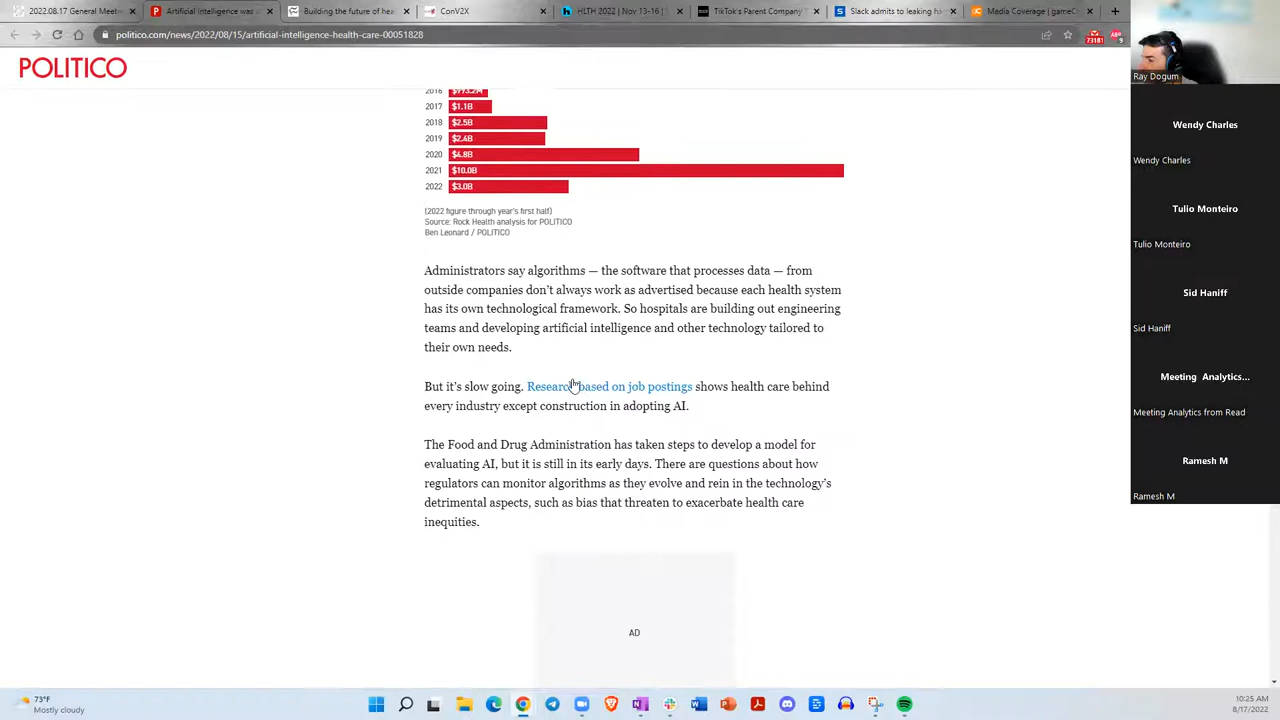 2022.08.17 General Meeti
Artificial intelligence was
Building the future of hea
ConV2X
HLTH 2022 | Nov 13-16 |
TikTok's Parent Company
Slack admits to leaking ha
Media Coverage | gameC
politico.com/news/2022/08/15/artificial-intelligence-health-care-00051828
73181
POLITICO
2016 $773.2M
2017 $1.1B
2018 $2.5B
2019 $2.4B
2020 $4.8B
2021 $10.0B
2022 $3.0B
(2022 figure through year's first half)
Source: Rock Health analysis for POLITICO
Ben Leonard / POLITICO
Administrators say algorithms — the software that processes data — from
outside companies don't always work as advertised because each health system
has its own technological framework. So hospitals are building out engineering
teams and developing artificial intelligence and other technology tailored to
their own needs.
But it's slow going. Research based on job postings shows health care behind
every industry except construction in adopting AI.
The Food and Drug Administration has taken steps to develop a model for
evaluating AI, but it is still in its early days. There are questions about how
regulators can monitor algorithms as they evolve and rein in the technology's
detrimental aspects, such as bias that threaten to exacerbate health care
inequities.
AD
Ray Dogum
Wendy Charles
Wendy Charles
Tulio Monteiro
Tulio Monteiro
Sid Haniff
Sid Haniff
Meeting Analytics...
Meeting Analytics from Read
Ramesh M
Ramesh M
73°F
Mostly cloudy
10:25 AM
8/17/2022